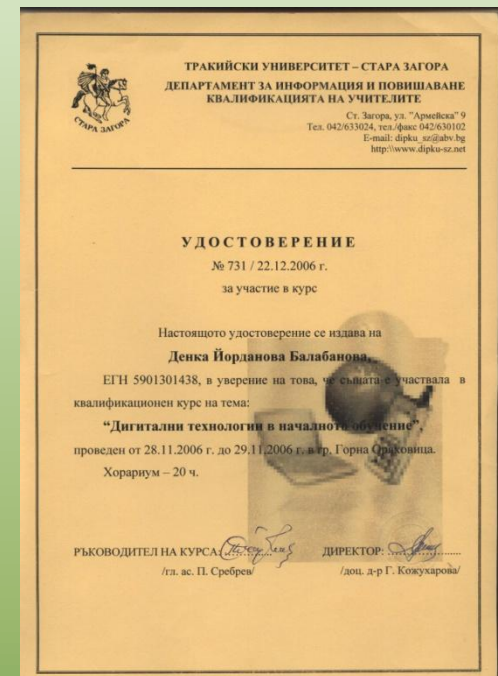 ТРАКИЙСКИ УНИВЕРСИТЕТ – СТАРА ЗАГОРА
ДЕПАРТАМЕНТ ЗА ИНФОРМАЦИЯ И ПОВИШАВАНЕ
КВАЛИФИКАЦИЯТА НА УЧИТЕЛИТЕ
СТАРА ЗАГОРА
Ст. Загора, ул. "Армейска" 9
Тел. 042/633024, тел./факс 042/630102
E-mail: dipku_sz@abv.bg
http:\\www.dipku-sz.net
УДОСТОВЕРЕНИЕ
№ 731 / 22.12.2006 г.
за участие в курс
Настоящото удостоверение се издава на
Денка Йорданова Балабанова,
ЕГН 5901301438, в уверение на това, че същата е участвала в
квалификационен курс на тема:
“Дигитални технологии в началното обучение”,
проведен от 28.11.2006 г. до 29.11.2006 г. в гр. Горна Оряховица.
Хорариум – 20 ч.
РЪКОВОДИТЕЛ НА КУРСА: ДИРЕКТОР:
/гл. ас. П. Сребрев/ /доц. д-р Г. Кожухарова/